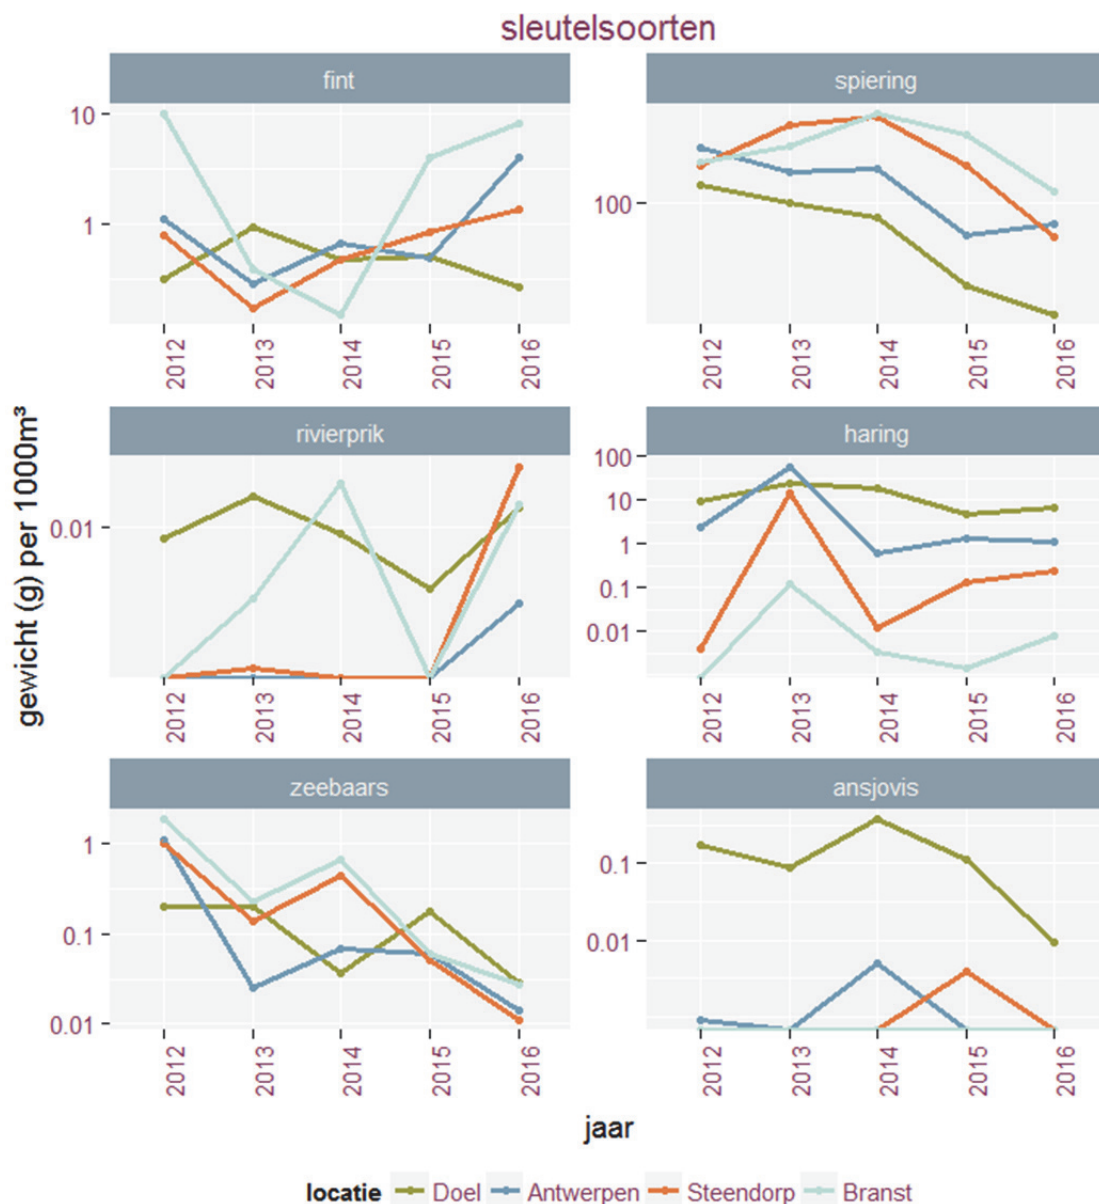 sleutelsoorten
fint
spiering
10
1
100
2012 2013 2014 2015 2016
2012 2013 2014 2015 2016
gewicht (g) per 1000m³
rivierprik
haring
0.01
100
10
1
0.1
0.01
2012 2013 2014 2015 2016
2012 2013 2014 2015 2016
zeebaars
ansjovis
1
0.1
0.01
0.1
0.01
2012 2013 2014 2015 2016
2012 2013 2014 2015 2016
jaar
locatie Doel Antwerpen Steendorp Branst